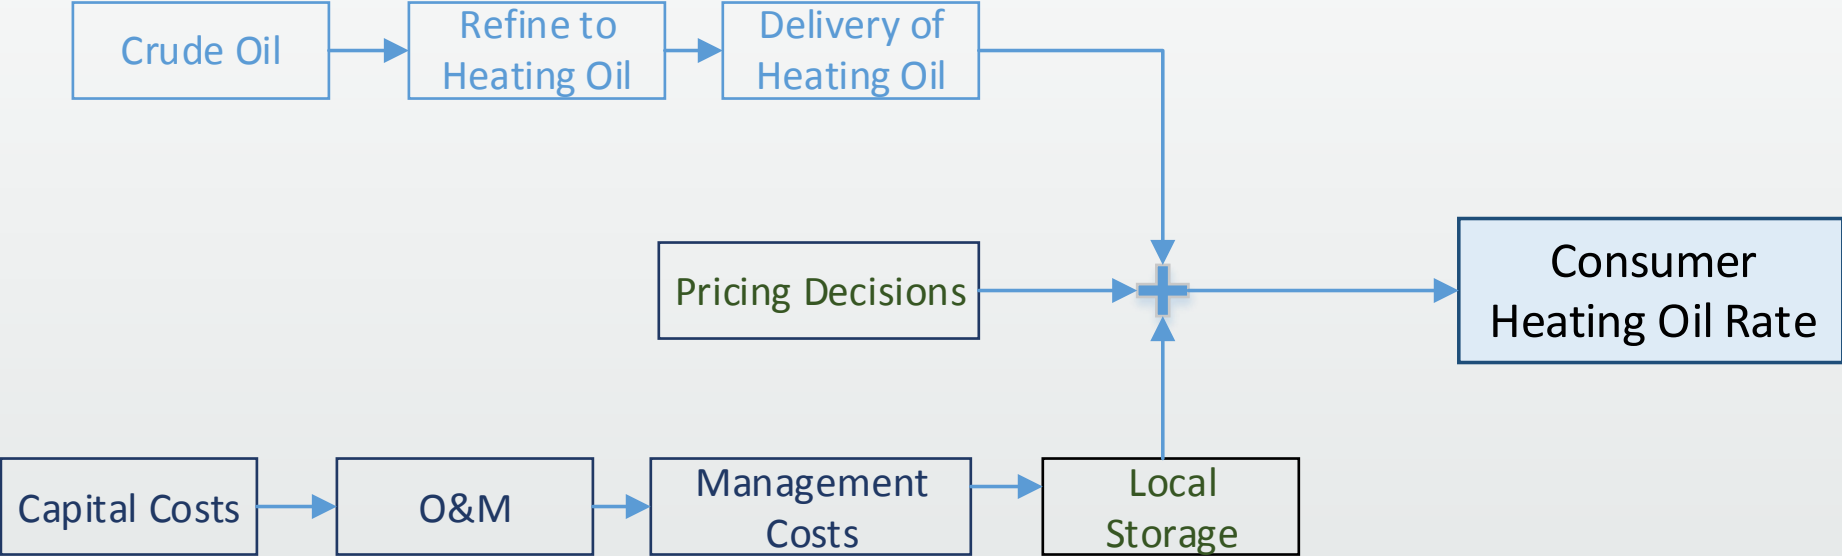 Crude Oil
Refine to
Heating Oil
Delivery of
Heating Oil
Pricing Decisions
Consumer
Heating Oil Rate
Capital Costs
O&M
Management
Costs
Local
Storage